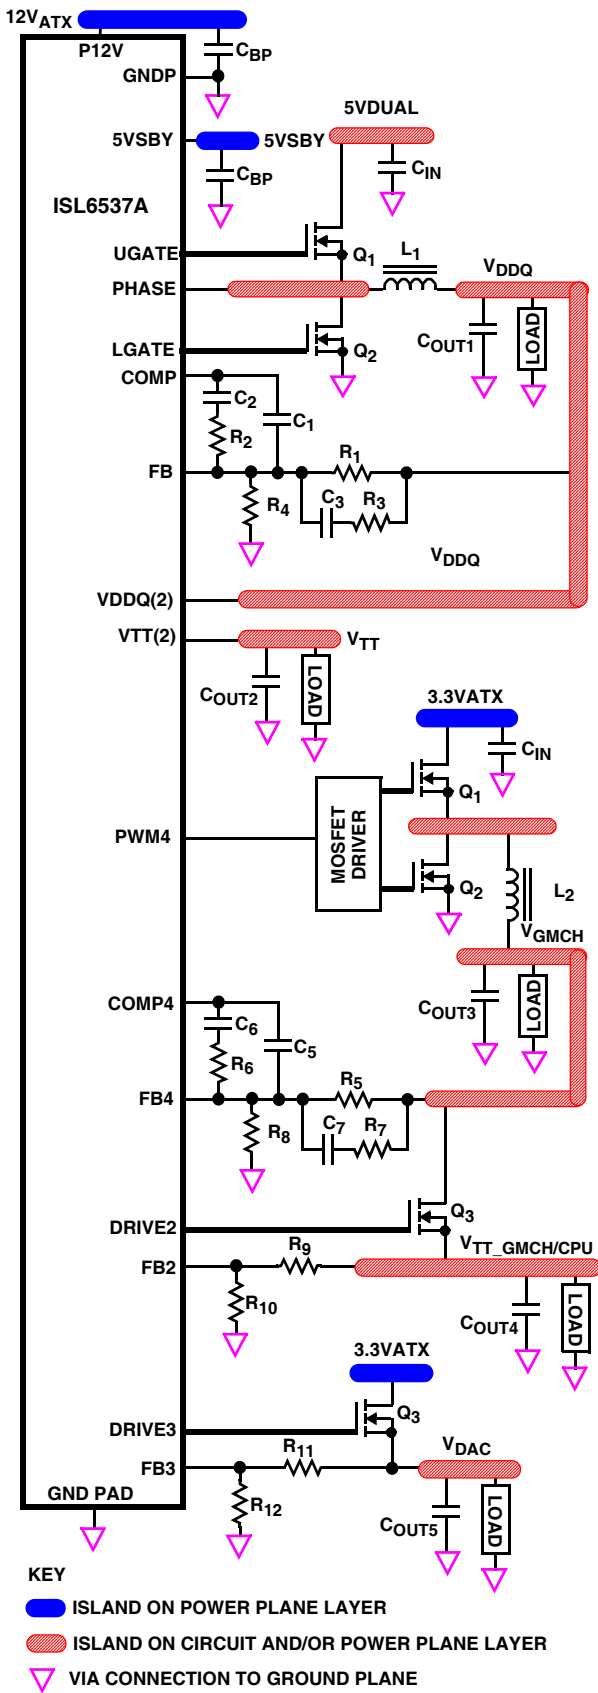 12VATX
P12V
CBP
GNDP
5VDUAL
5VSBY
5VSBY
CIN
CBP
ISL6537A
UGATE
Q1
L1
VDDQ
PHASE
LGATE
Q2
COUT1
LOAD
COMP
C2
C1
R2
R1
FB
R4
C3
R3
VDDQ
VDDQ(2)
VTT(2)
VTT
COUT2
LOAD
3.3VATX
CIN
Q1
PWM4
MOSFET
DRIVER
Q2
L2
VGMCH
COUT3
LOAD
COMP4
C6
C5
R6
R5
FB4
R8
C7
R7
Q3
DRIVE2
R9
VTT_GMCH/CPU
FB2
R10
COUT4
LOAD
3.3VATX
Q3
DRIVE3
R11
VDAC
FB3
GND PAD
R12
COUT5
LOAD
KEY
ISLAND ON POWER PLANE LAYER
ISLAND ON CIRCUIT AND/OR POWER PLANE LAYER
VIA CONNECTION TO GROUND PLANE